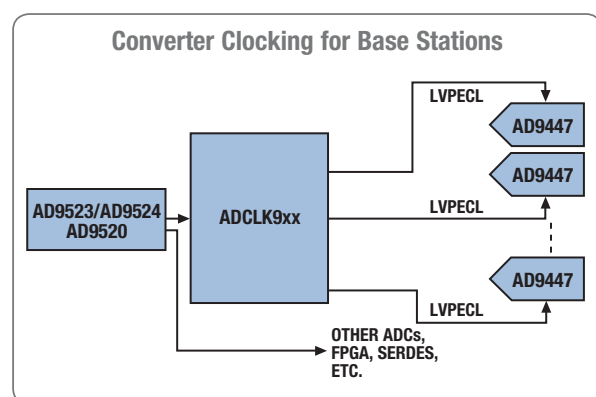 Converter Clocking for Base Stations
LVPECL
AD9447
AD9447
AD9523/AD9524
AD9520
ADCLK9xx
LVPECL
AD9447
LVPECL
OTHER ADCs,
FPGA, SERDES,
ETC.